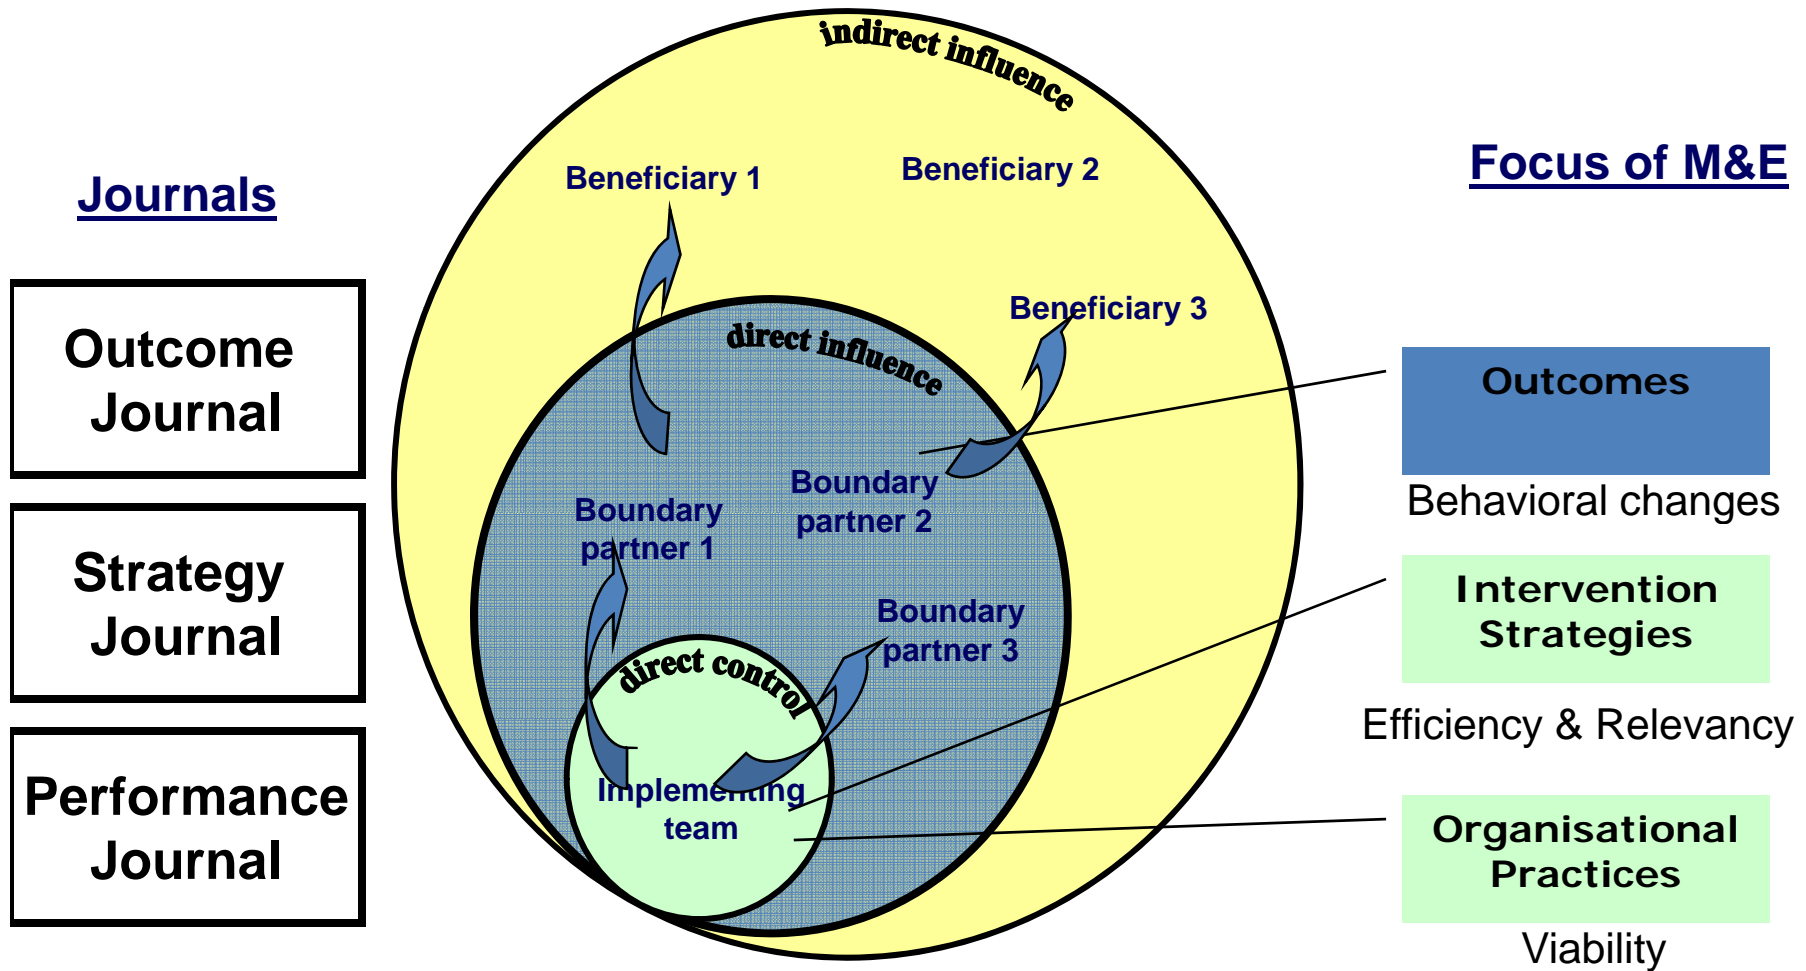 Journals
Outcome
Journal
Strategy
Journal
Performance
Journal
indirect influence
Beneficiary 1
Beneficiary 2
Beneficiary 3
direct influence
Boundary
partner 1
Boundary
partner 2
Boundary
partner 3
direct control
Implementing
team
Focus of M&E
Outcomes
Behavioral changes
Intervention
Strategies
Efficiency & Relevancy
Organisational
Practices
Viability